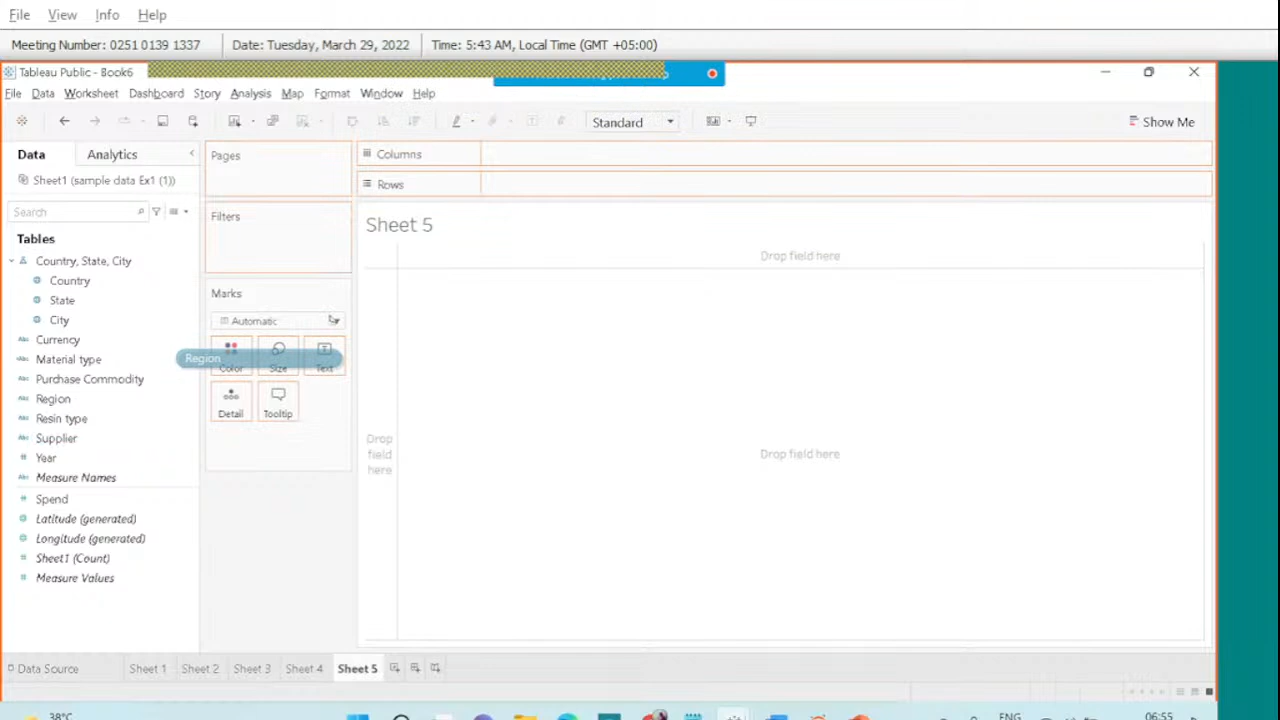 File View Info Help
Meeting Number: 0251 0139 1337 Date: Tuesday, March 29, 2022 Time: 5:43 AM, Local Time (GMT +05:00)
Tableau Public - Book6
File Data Worksheet Dashboard Story Analysis Map Format Window Help
Standard
Show Me
Data Analytics
Pages
Columns
Sheet1 (sample data Ex1 (1))
Rows
Search
Filters
Sheet 5
Tables
Drop field here
Country, State, City
Country
Marks
State
City
Automatic
Currency
Material type
Region
Color Size Text
Purchase Commodity
Region
Detail Tooltip
Resin type
Supplier
Drop field here
Drop field here
Year
Measure Names
Spend
Latitude (generated)
Longitude (generated)
Sheet1 (Count)
Measure Values
Data Source Sheet 1 Sheet 2 Sheet 3 Sheet 4 Sheet 5
38°C
ENG
06:55